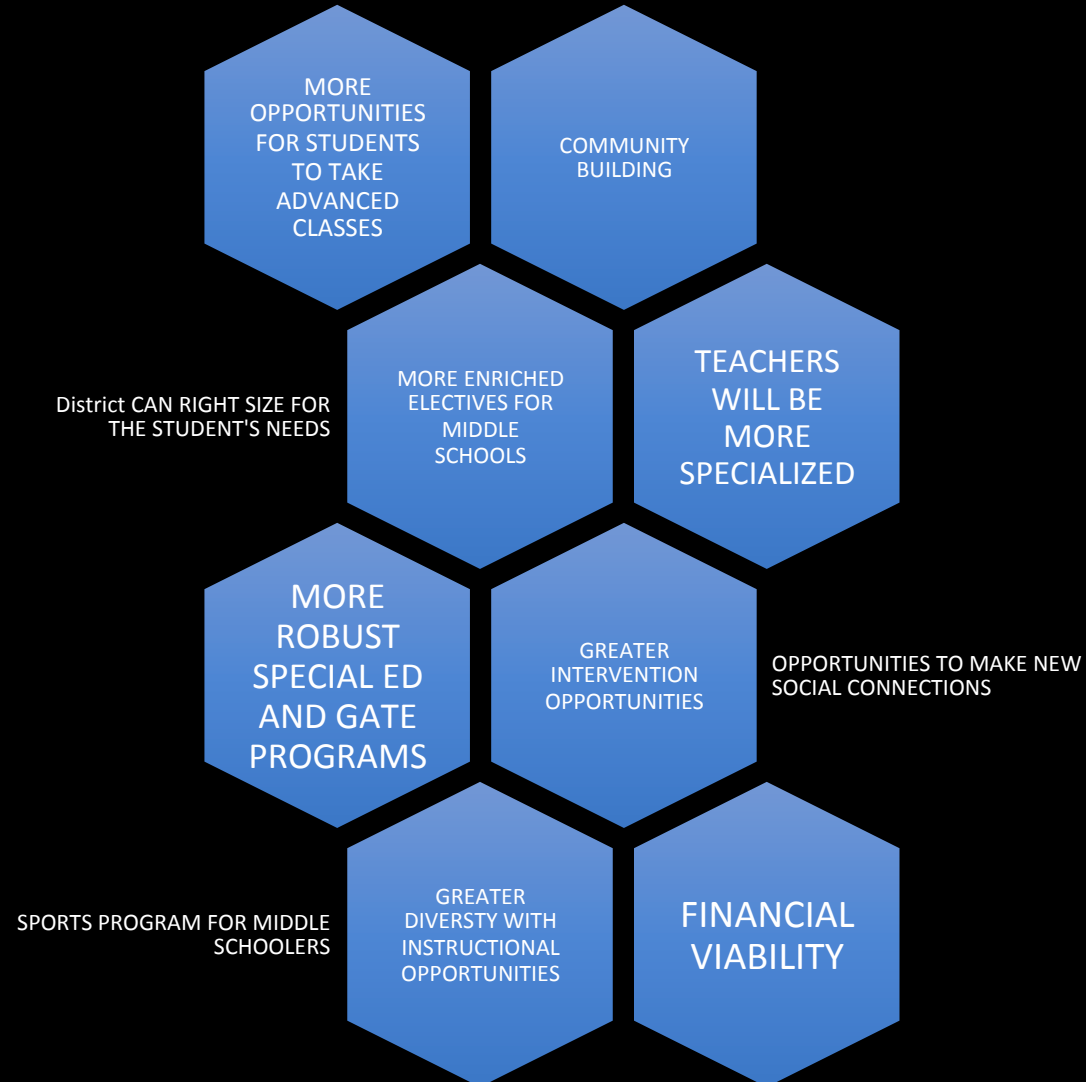 MORE
OPPORTUNITIES
FOR STUDENTS
TO TAKE
ADVANCED
CLASSES
COMMUNITY
BUILDING
District CAN RIGHT SIZE FOR
THE STUDENT'S NEEDS
MORE ENRICHED
ELECTIVES FOR
MIDDLE
SCHOOLS
TEACHERS
WILL BE
MORE
SPECIALIZED
MORE
ROBUST
SPECIAL ED
AND GATE
PROGRAMS
GREATER
INTERVENTION
OPPORTUNITIES
OPPORTUNITIES TO MAKE NEW
SOCIAL CONNECTIONS
SPORTS PROGRAM FOR MIDDLE
SCHOOLERS
GREATER
DIVERSTY WITH
INSTRUCTIONAL
OPPORTUNITIES
FINANCIAL
VIABILITY